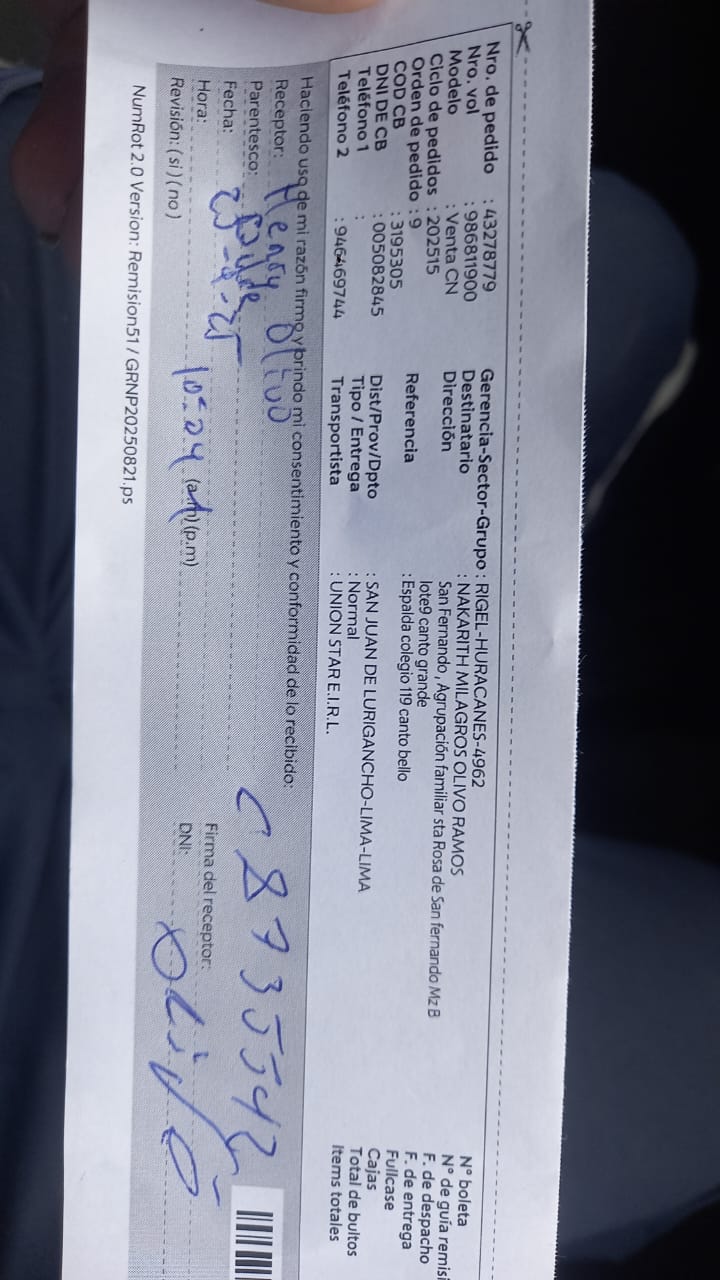 Nro. de pedido : 43278779
Nro. vol : 986811900
Modelo : Venta CN
Ciclo de pedidos : 202515
Orden de pedido : 9
COD CB : 3195305
DNI DE CB : 005082845
Teléfono 1 :
Teléfono 2 : 946469744
Gerencia-Sector-Grupo : RIGEL-HURACANES-4962
Destinatario : NAKARITH MILAGROS OLIVO RAMOS
Dirección San Fernando , Agrupación familiar sta Rosa de San fernando Mz B
lote9 canto grande
Referencia : Espalda colegio 119 canto bello
Dist/Prov/Dpto : SAN JUAN DE LURIGANCHO-LIMA-LIMA
Tipo / Entrega : Normal
Transportista : UNION STAR E.I.R.L.
N° boleta
N° de guía remisi
F. de despacho
F. de entrega
Fullcase
Cajas
Total de bultos
Items totales
Haciendo uso de mi razón firmo y brindo mi consentimiento y conformidad de lo recibido:
Receptor: Henry Olivo
Parentesco:
Fecha:
Hora: 10:24 (a.m) (p.m)
Revisión: ( si ) ( no )
Firma del receptor:
DNI:
NumRot 2.0 Version: Remision51 / GRNP20250821.ps